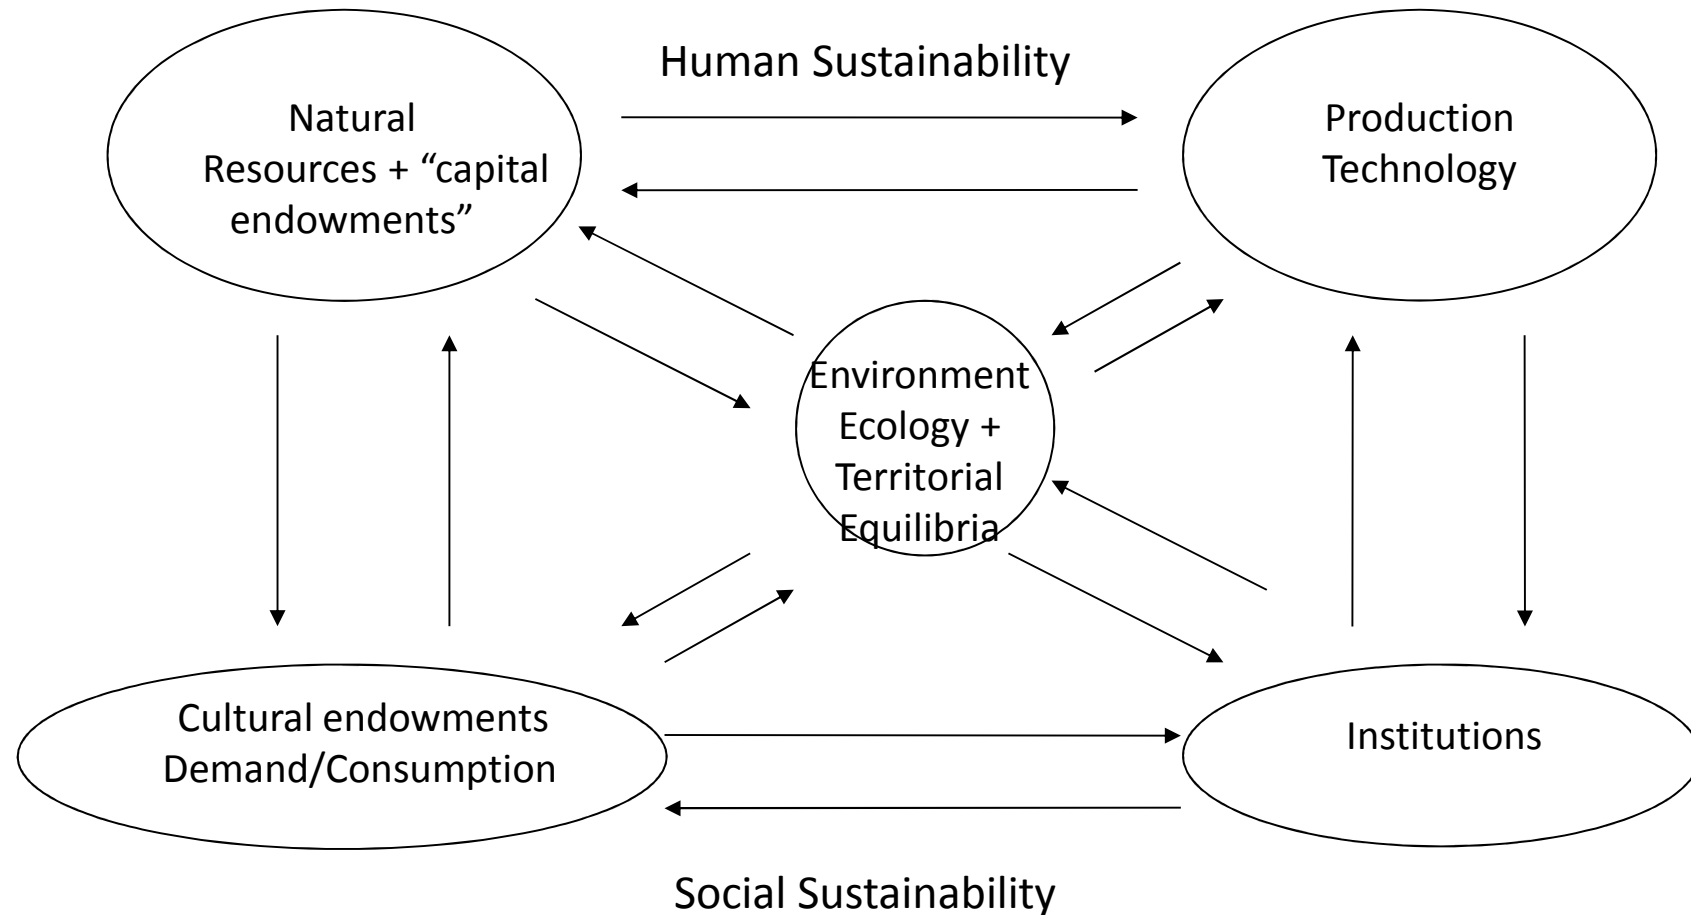 Human Sustainability
Natural
Resources + “capital
endowments”
Production
Technology
Environment
Ecology +
Territorial
Equilibria
Cultural endowments
Demand/Consumption
Institutions
Social Sustainability